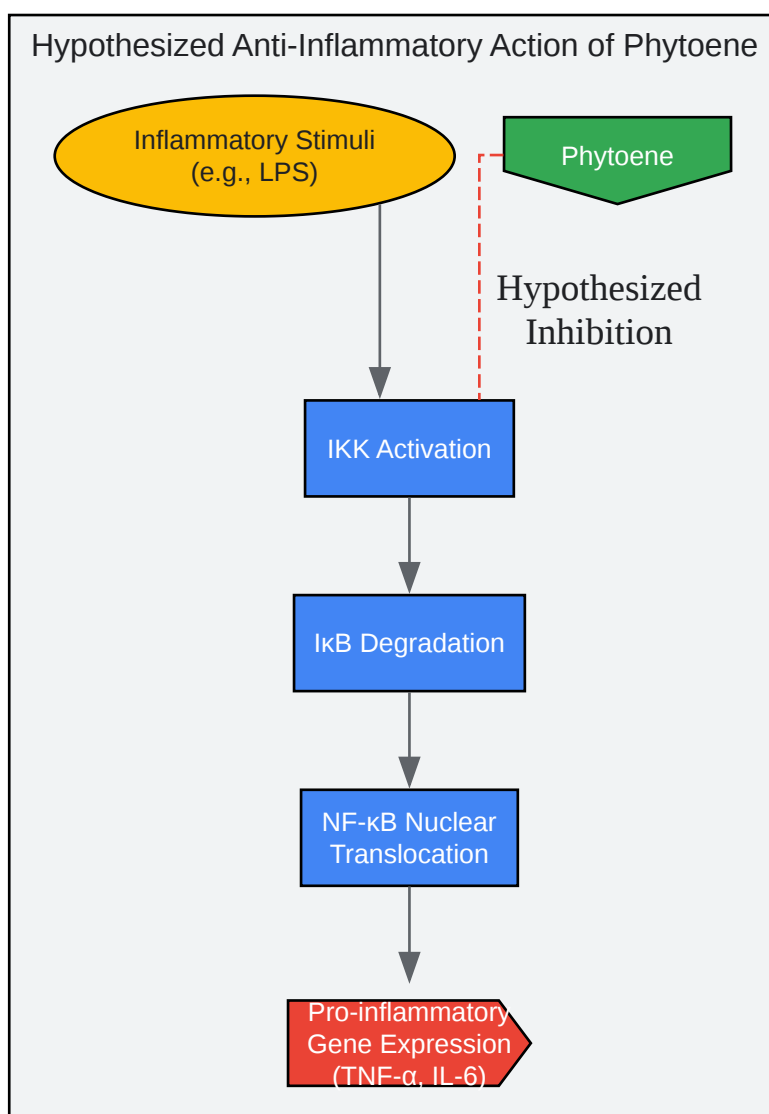 Hypothesized Anti-Inflammatory Action of Phytoene
Inflammatory Stimuli
(e.g., LPS)
Phytoene
Hypothesized
Inhibition
IKK Activation
IκB Degradation
NF-κB Nuclear
Translocation
Pro-inflammatory
Gene Expression
(TNF-α, IL-6)